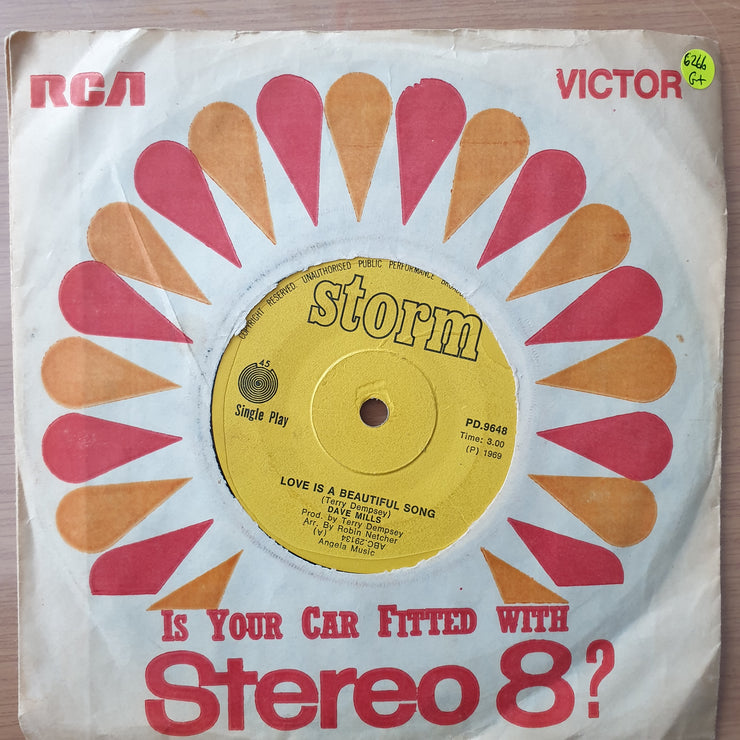 RCA
VICTOR
6266
G+
COPYRIGHT RESERVED. UNAUTHORISED PUBLIC PERFORMANCE
storm
45
Single Play
PD.9648
Time: 3.00
(P) 1969
LOVE IS A BEAUTIFUL SONG
(Terry Dempsey)
DAVE MILLS
Prod. by Terry Dempsey
Arr. By Robin Netcher
(A)
ABC.29134
Angela Music
IS YOUR CAR FITTED WITH
Stereo 8?